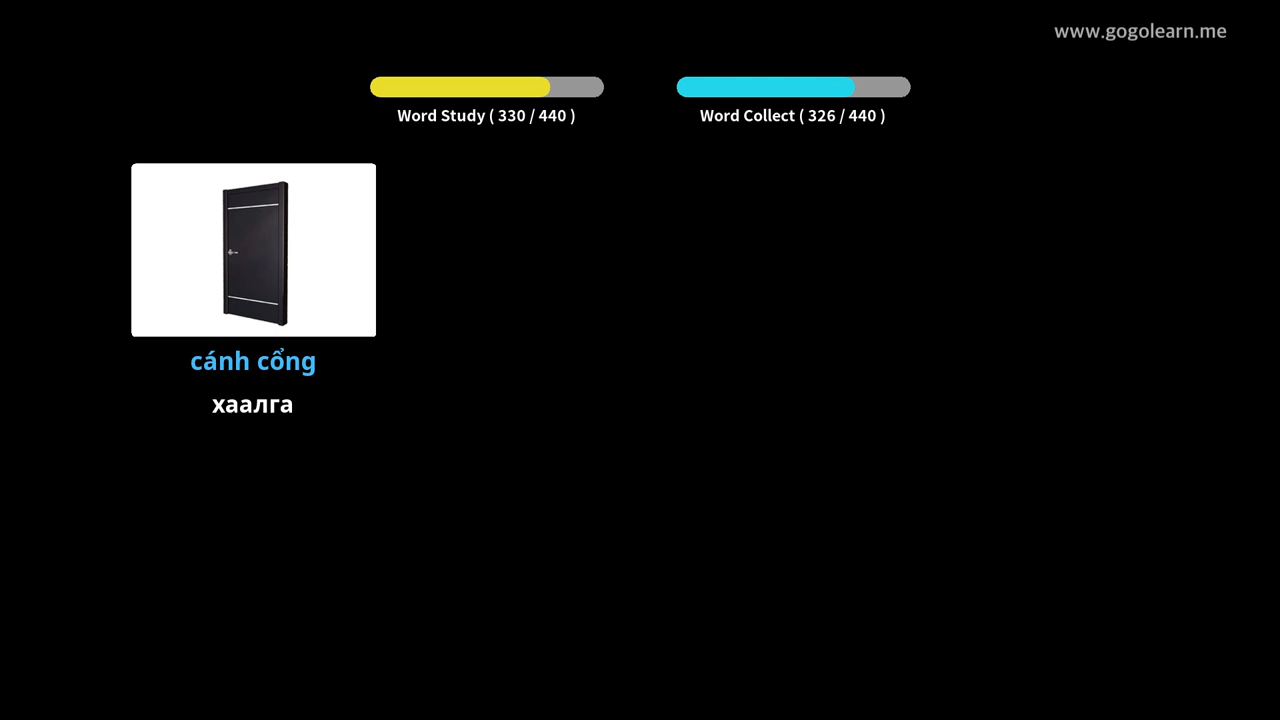 www.gogolearn.me
Word Study ( 330 / 440 )
Word Collect ( 326 / 440 )
cánh cổng
хаалга